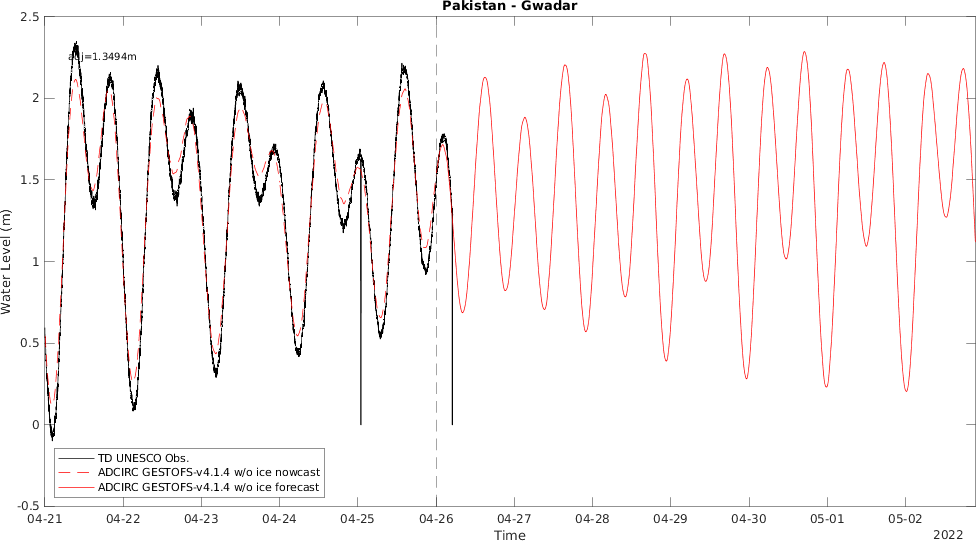 Pakistan - Gwadar
2.5
2
1.5
1
0.5
0
-0.5
Water Level (m)
adj=1.3494m
TD UNESCO Obs.
ADCIRC GESTOFS-v4.1.4 w/o ice nowcast
ADCIRC GESTOFS-v4.1.4 w/o ice forecast
04-21 04-22 04-23 04-24 04-25 04-26 04-27 04-28 04-29 04-30 05-01 05-02
Time
2022